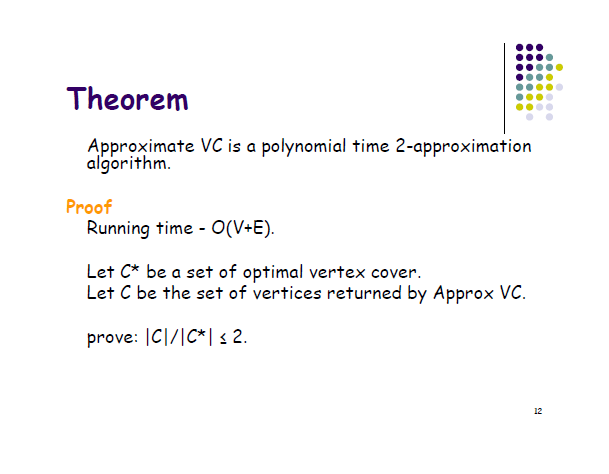 Theorem
Approximate VC is a polynomial time 2-approximation
algorithm.
Proof
Running time - O(V+E).
Let C* be a set of optimal vertex cover.
Let C be the set of vertices returned by Approx VC.
prove: |C|/|C*| ≤ 2.
12